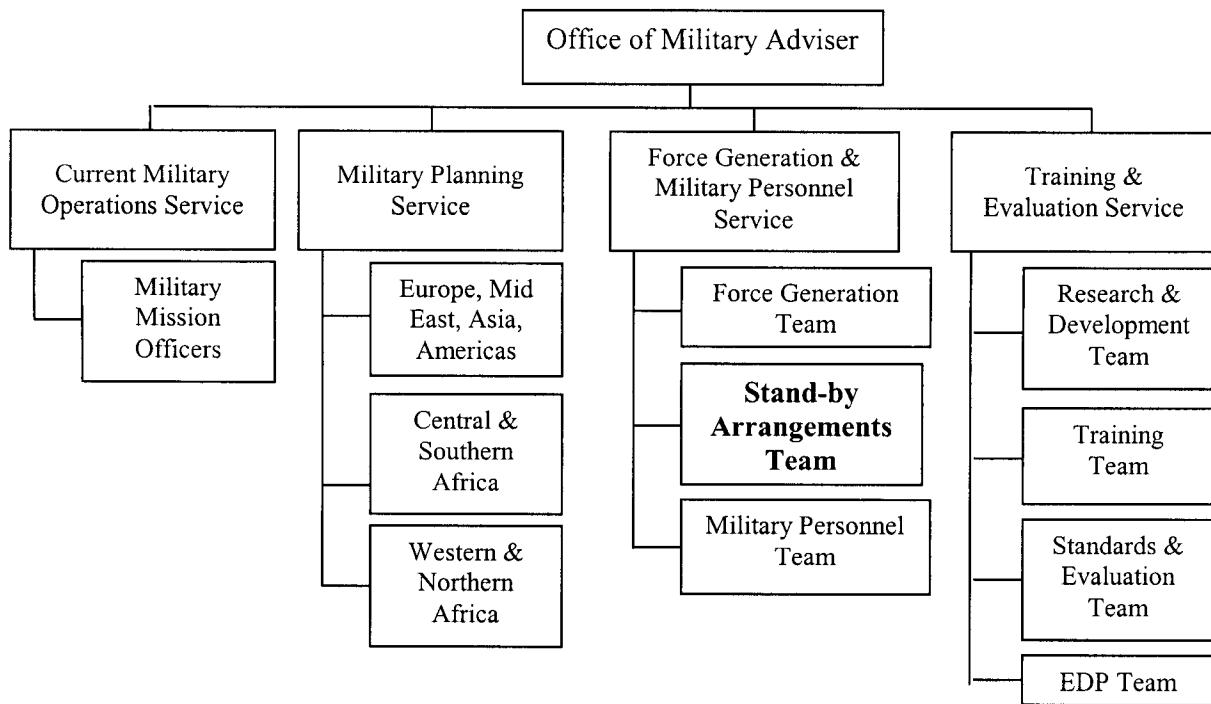 Office of Military Adviser
Current Military
Operations Service
Military Planning
Service
Force Generation &
Military Personnel
Service
Training &
Evaluation Service
Military
Mission
Officers
Europe, Mid
East, Asia,
Americas
Central &
Southern
Africa
Western &
Northern
Africa
Force Generation
Team
Stand-by
Arrangements
Team
Military Personnel
Team
Research &
Development
Team
Training
Team
Standards &
Evaluation
Team
EDP Team